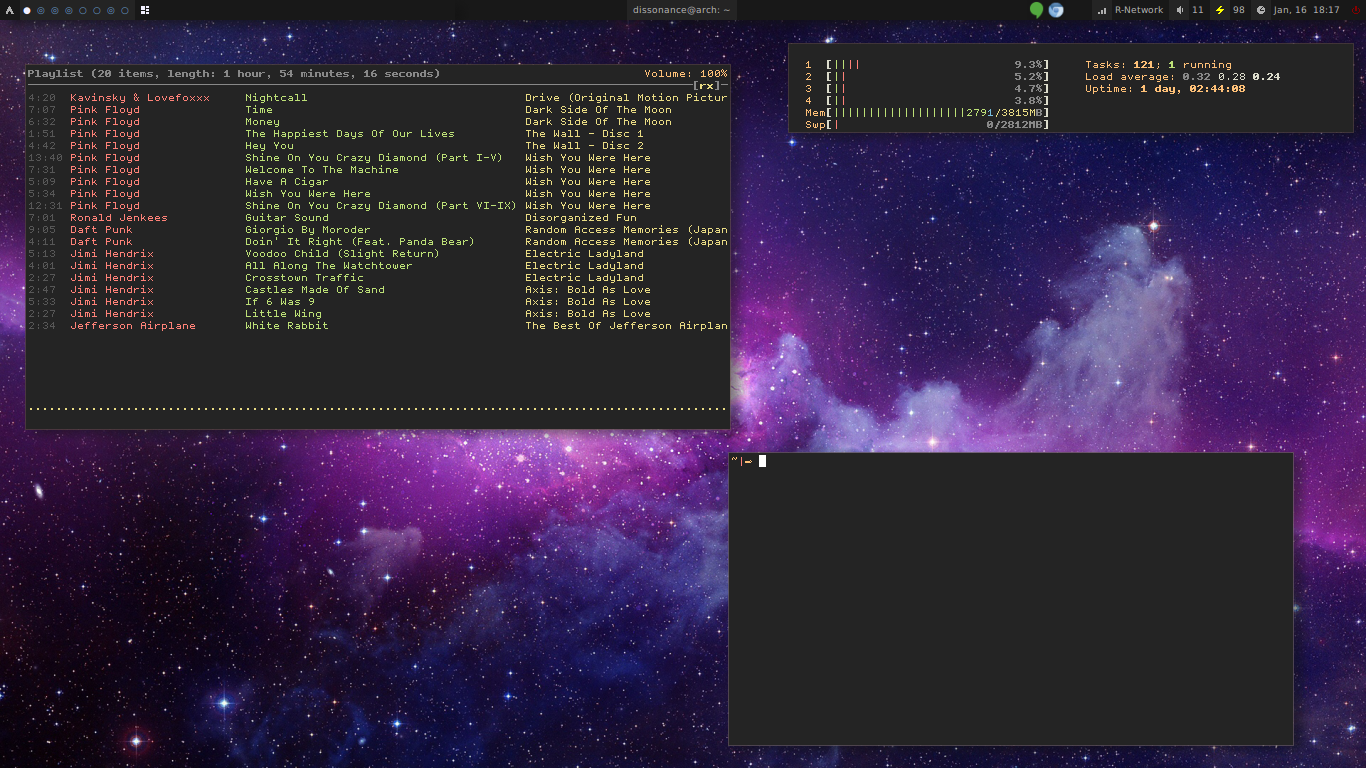 dissonance@arch: ~
R-Network 11 98 Jan, 16 18:17
Playlist (20 items, length: 1 hour, 54 minutes, 16 seconds) Volume: 100%
[rx]
4:20 Kavinsky & Lovefoxxx Nightcall Drive (Original Motion Pictur
7:07 Pink Floyd Time Dark Side Of The Moon
6:32 Pink Floyd Money Dark Side Of The Moon
1:51 Pink Floyd The Happiest Days Of Our Lives The Wall - Disc 1
4:42 Pink Floyd Hey You The Wall - Disc 2
13:40 Pink Floyd Shine On You Crazy Diamond (Part I-V) Wish You Were Here
7:31 Pink Floyd Welcome To The Machine Wish You Were Here
5:09 Pink Floyd Have A Cigar Wish You Were Here
5:34 Pink Floyd Wish You Were Here Wish You Were Here
12:31 Pink Floyd Shine On You Crazy Diamond (Part VI-IX) Wish You Were Here
7:01 Ronald Jenkees Guitar Sound Disorganized Fun
9:05 Daft Punk Giorgio By Moroder Random Access Memories (Japan
4:11 Daft Punk Doin' It Right (Feat. Panda Bear) Random Access Memories (Japan
5:13 Jimi Hendrix Voodoo Child (Slight Return) Electric Ladyland
4:01 Jimi Hendrix All Along The Watchtower Electric Ladyland
2:27 Jimi Hendrix Crosstown Traffic Electric Ladyland
2:47 Jimi Hendrix Castles Made Of Sand Axis: Bold As Love
5:33 Jimi Hendrix If 6 Was 9 Axis: Bold As Love
2:27 Jimi Hendrix Little Wing Axis: Bold As Love
2:34 Jefferson Airplane White Rabbit The Best Of Jefferson Airplan
1 [|||| 9.3%] Tasks: 121; 1 running
2 [|| 5.2%] Load average: 0.32 0.28 0.24
3 [|| 4.7%] Uptime: 1 day, 02:44:08
4 [|| 3.8%]
Mem[|||||||||||||||||||2791/3815MB]
Swp[| 0/2812MB]
~|⇒